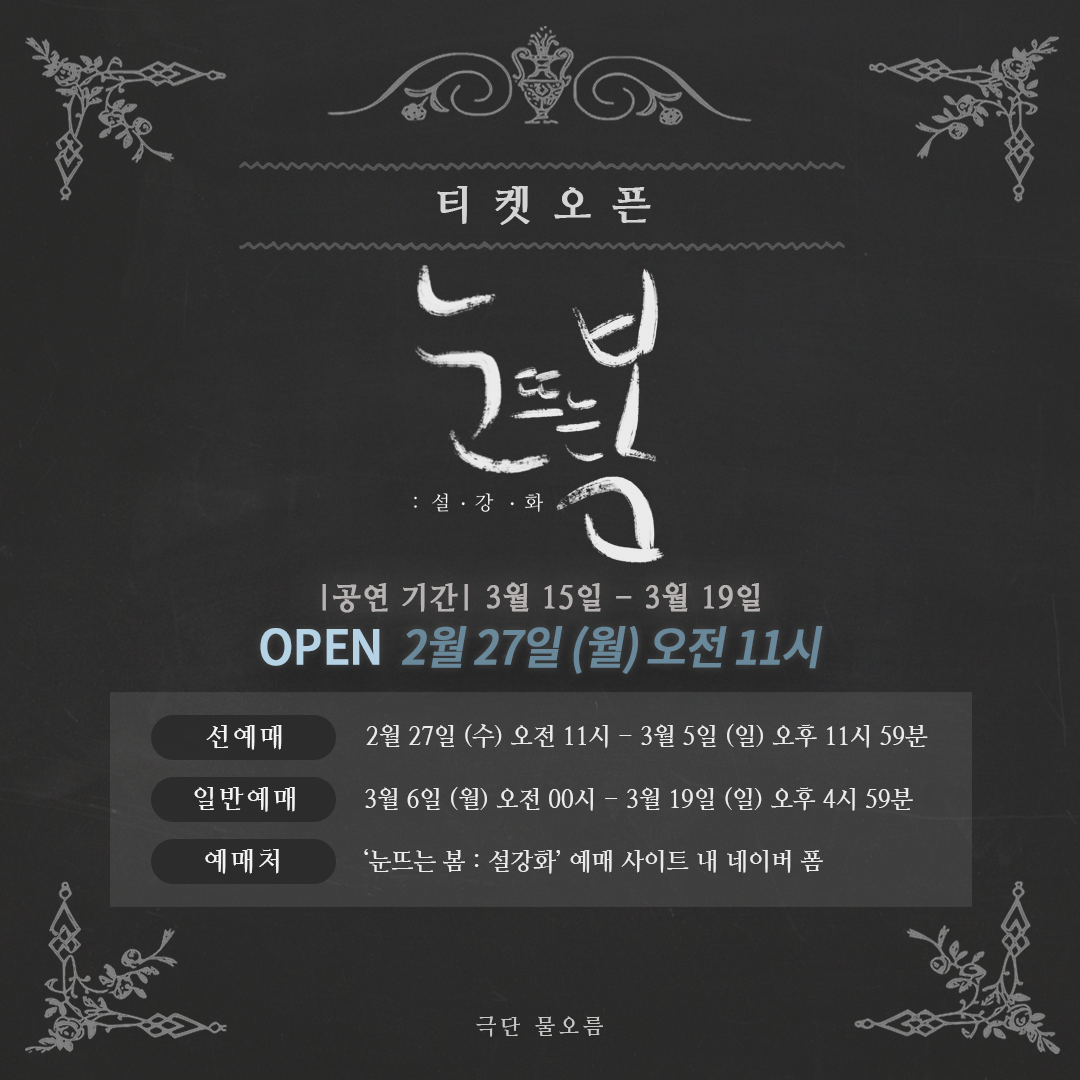 티켓오픈
눈뜨는봄
: 설·강·화
|공연 기간| 3월 15일 - 3월 19일
OPEN 2월 27일 (월) 오전 11시
선예매 2월 27일 (수) 오전 11시 - 3월 5일 (일) 오후 11시 59분
일반예매 3월 6일 (월) 오전 00시 - 3월 19일 (일) 오후 4시 59분
예매처 ‘눈뜨는 봄 : 설강화’ 예매 사이트 내 네이버 폼
극단 물오름